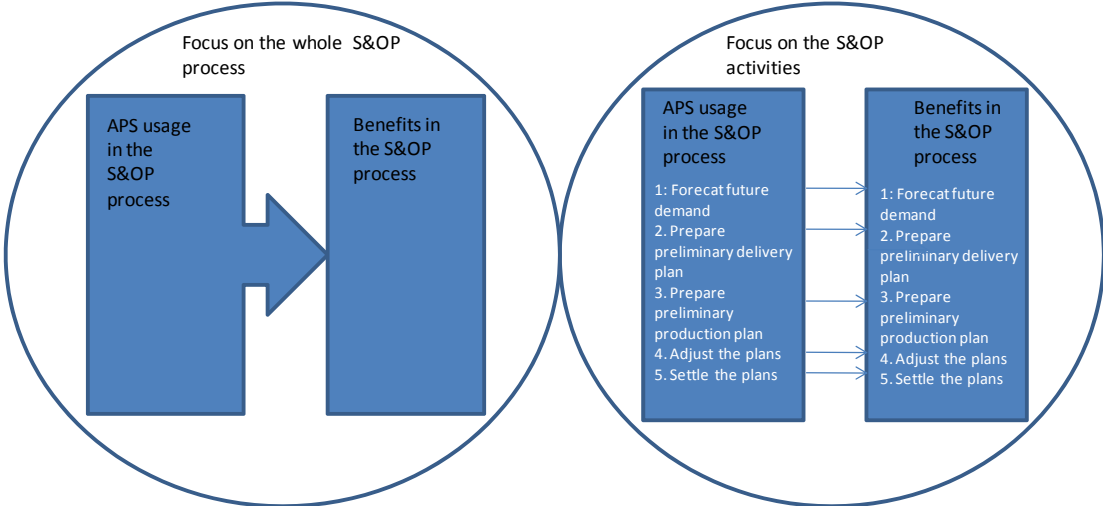 Focus on the whole S&OP
process
APS usage
in the
S&OP
process
Benefits in
the S&OP
process
Focus on the S&OP
activities
APS usage
in the S&OP
process
1: Forecat future
demand
2. Prepare
preliminary delivery
plan
3. Prepare
preliminary
production plan
4. Adjust the plans
5. Settle the plans
Benefits in
the S&OP
process
1: Forecat future
demand
2. Prepare
preliminary delivery
plan
3. Prepare
preliminary
production plan
4. Adjust the plans
5. Settle the plans